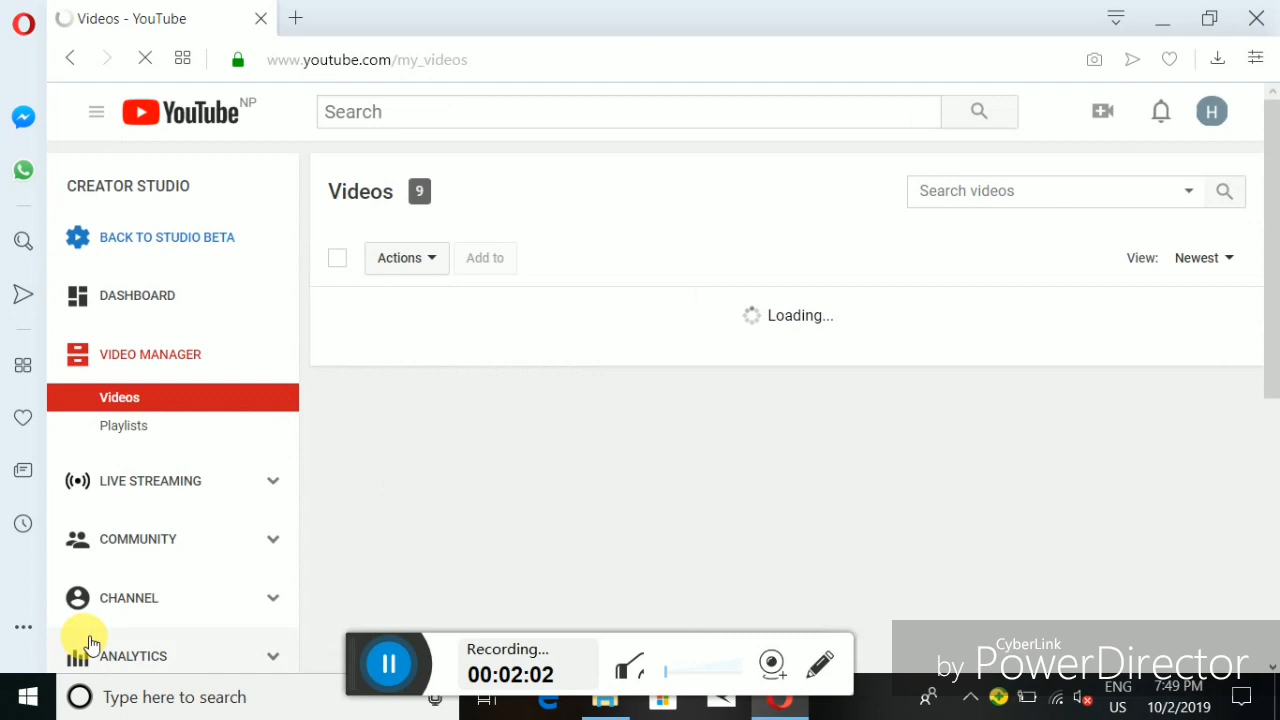 Videos - YouTube
www.youtube.com/my_videos
YouTube NP
Search
H
CREATOR STUDIO
Videos 9
Search videos
BACK TO STUDIO BETA
Actions
Add to
View: Newest
DASHBOARD
Loading...
VIDEO MANAGER
Videos
Playlists
LIVE STREAMING
COMMUNITY
CHANNEL
ANALYTICS
Recording...
00:02:02
CyberLink
by PowerDirector
Type here to search
ENG
US
7:49 PM
10/2/2019